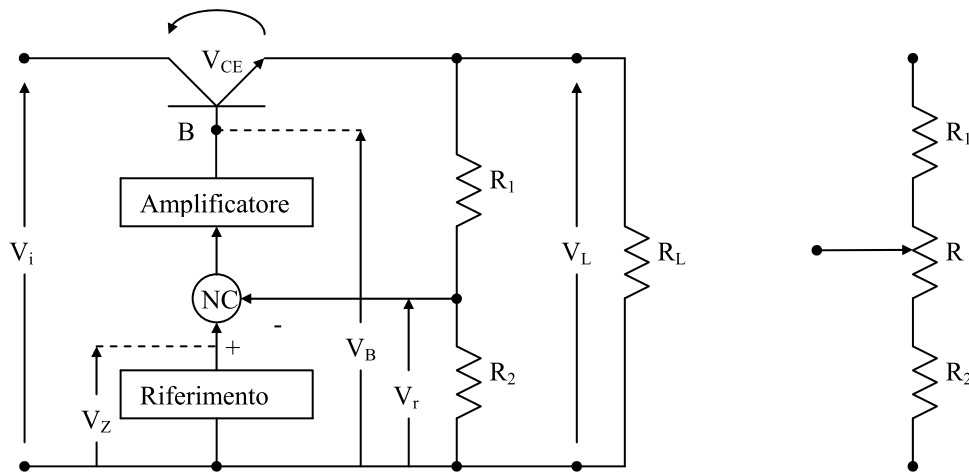 V_CE
B
Amplificatore
V_i
NC
-
+
Riferimento
V_Z
V_B
V_r
R_1
R_2
V_L
R_L
R_1
R
R_2